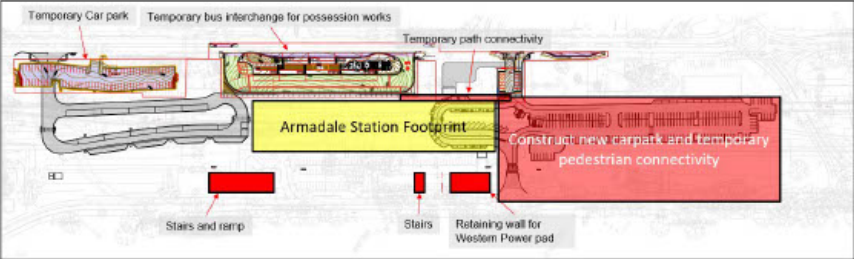 Temporary Car park
Temporary bus interchange for possession works
Temporary path connectivity
Armadale Station Footprint
Construct new carpark and temporary
pedestrian connectivity
Stairs and ramp
Stairs
Retaining wall for
Western Power pad